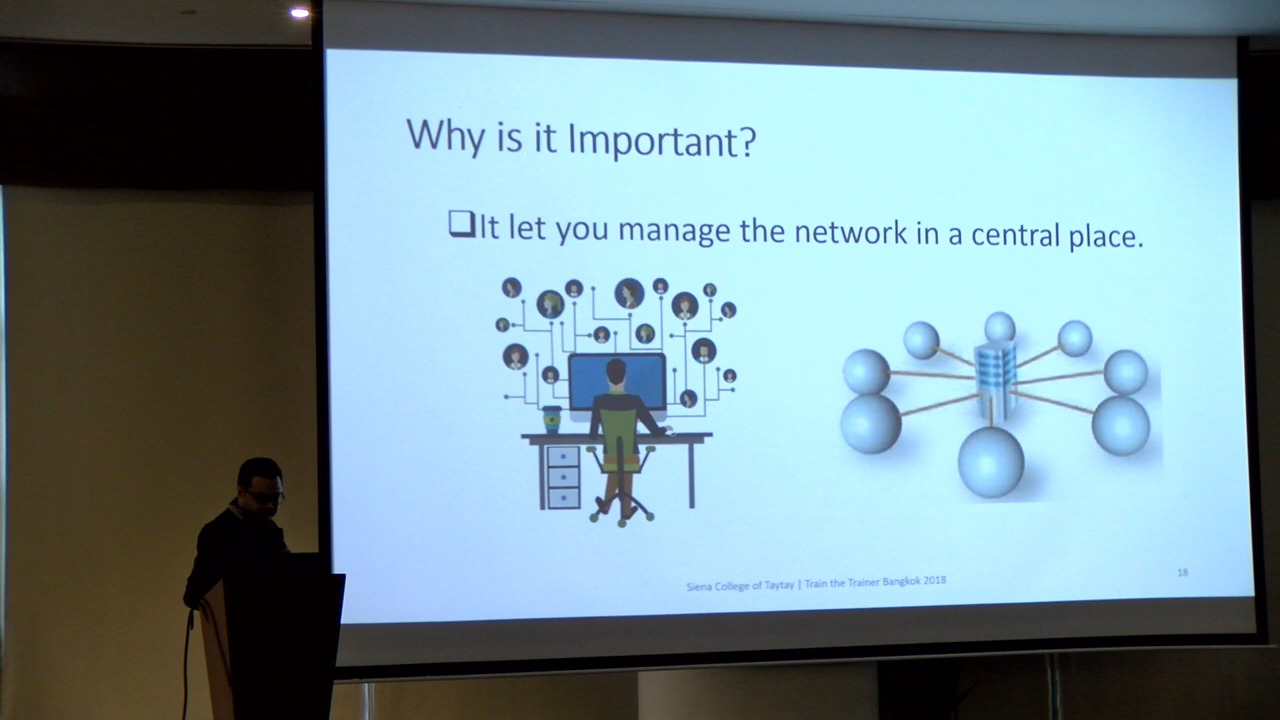 Why is it Important?
❑It let you manage the network in a central place.
Siena College of Taytay | Train the Trainer Bangkok 2018
18